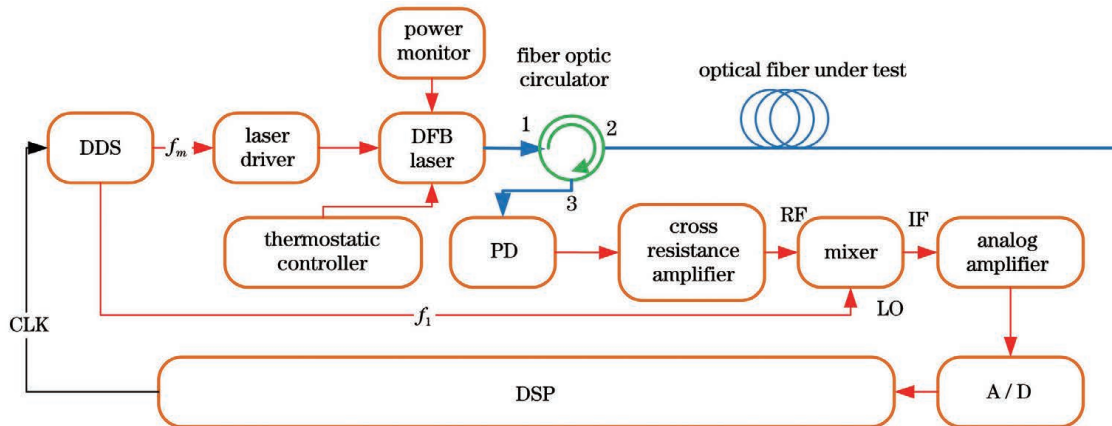 power
monitor
fiber optic
circulator
optical fiber under test
DDS
f_m
laser
driver
DFB
laser
1
2
3
thermostatic
controller
PD
cross
resistance
amplifier
RF
mixer
IF
analog
amplifier
LO
f_1
CLK
DSP
A / D